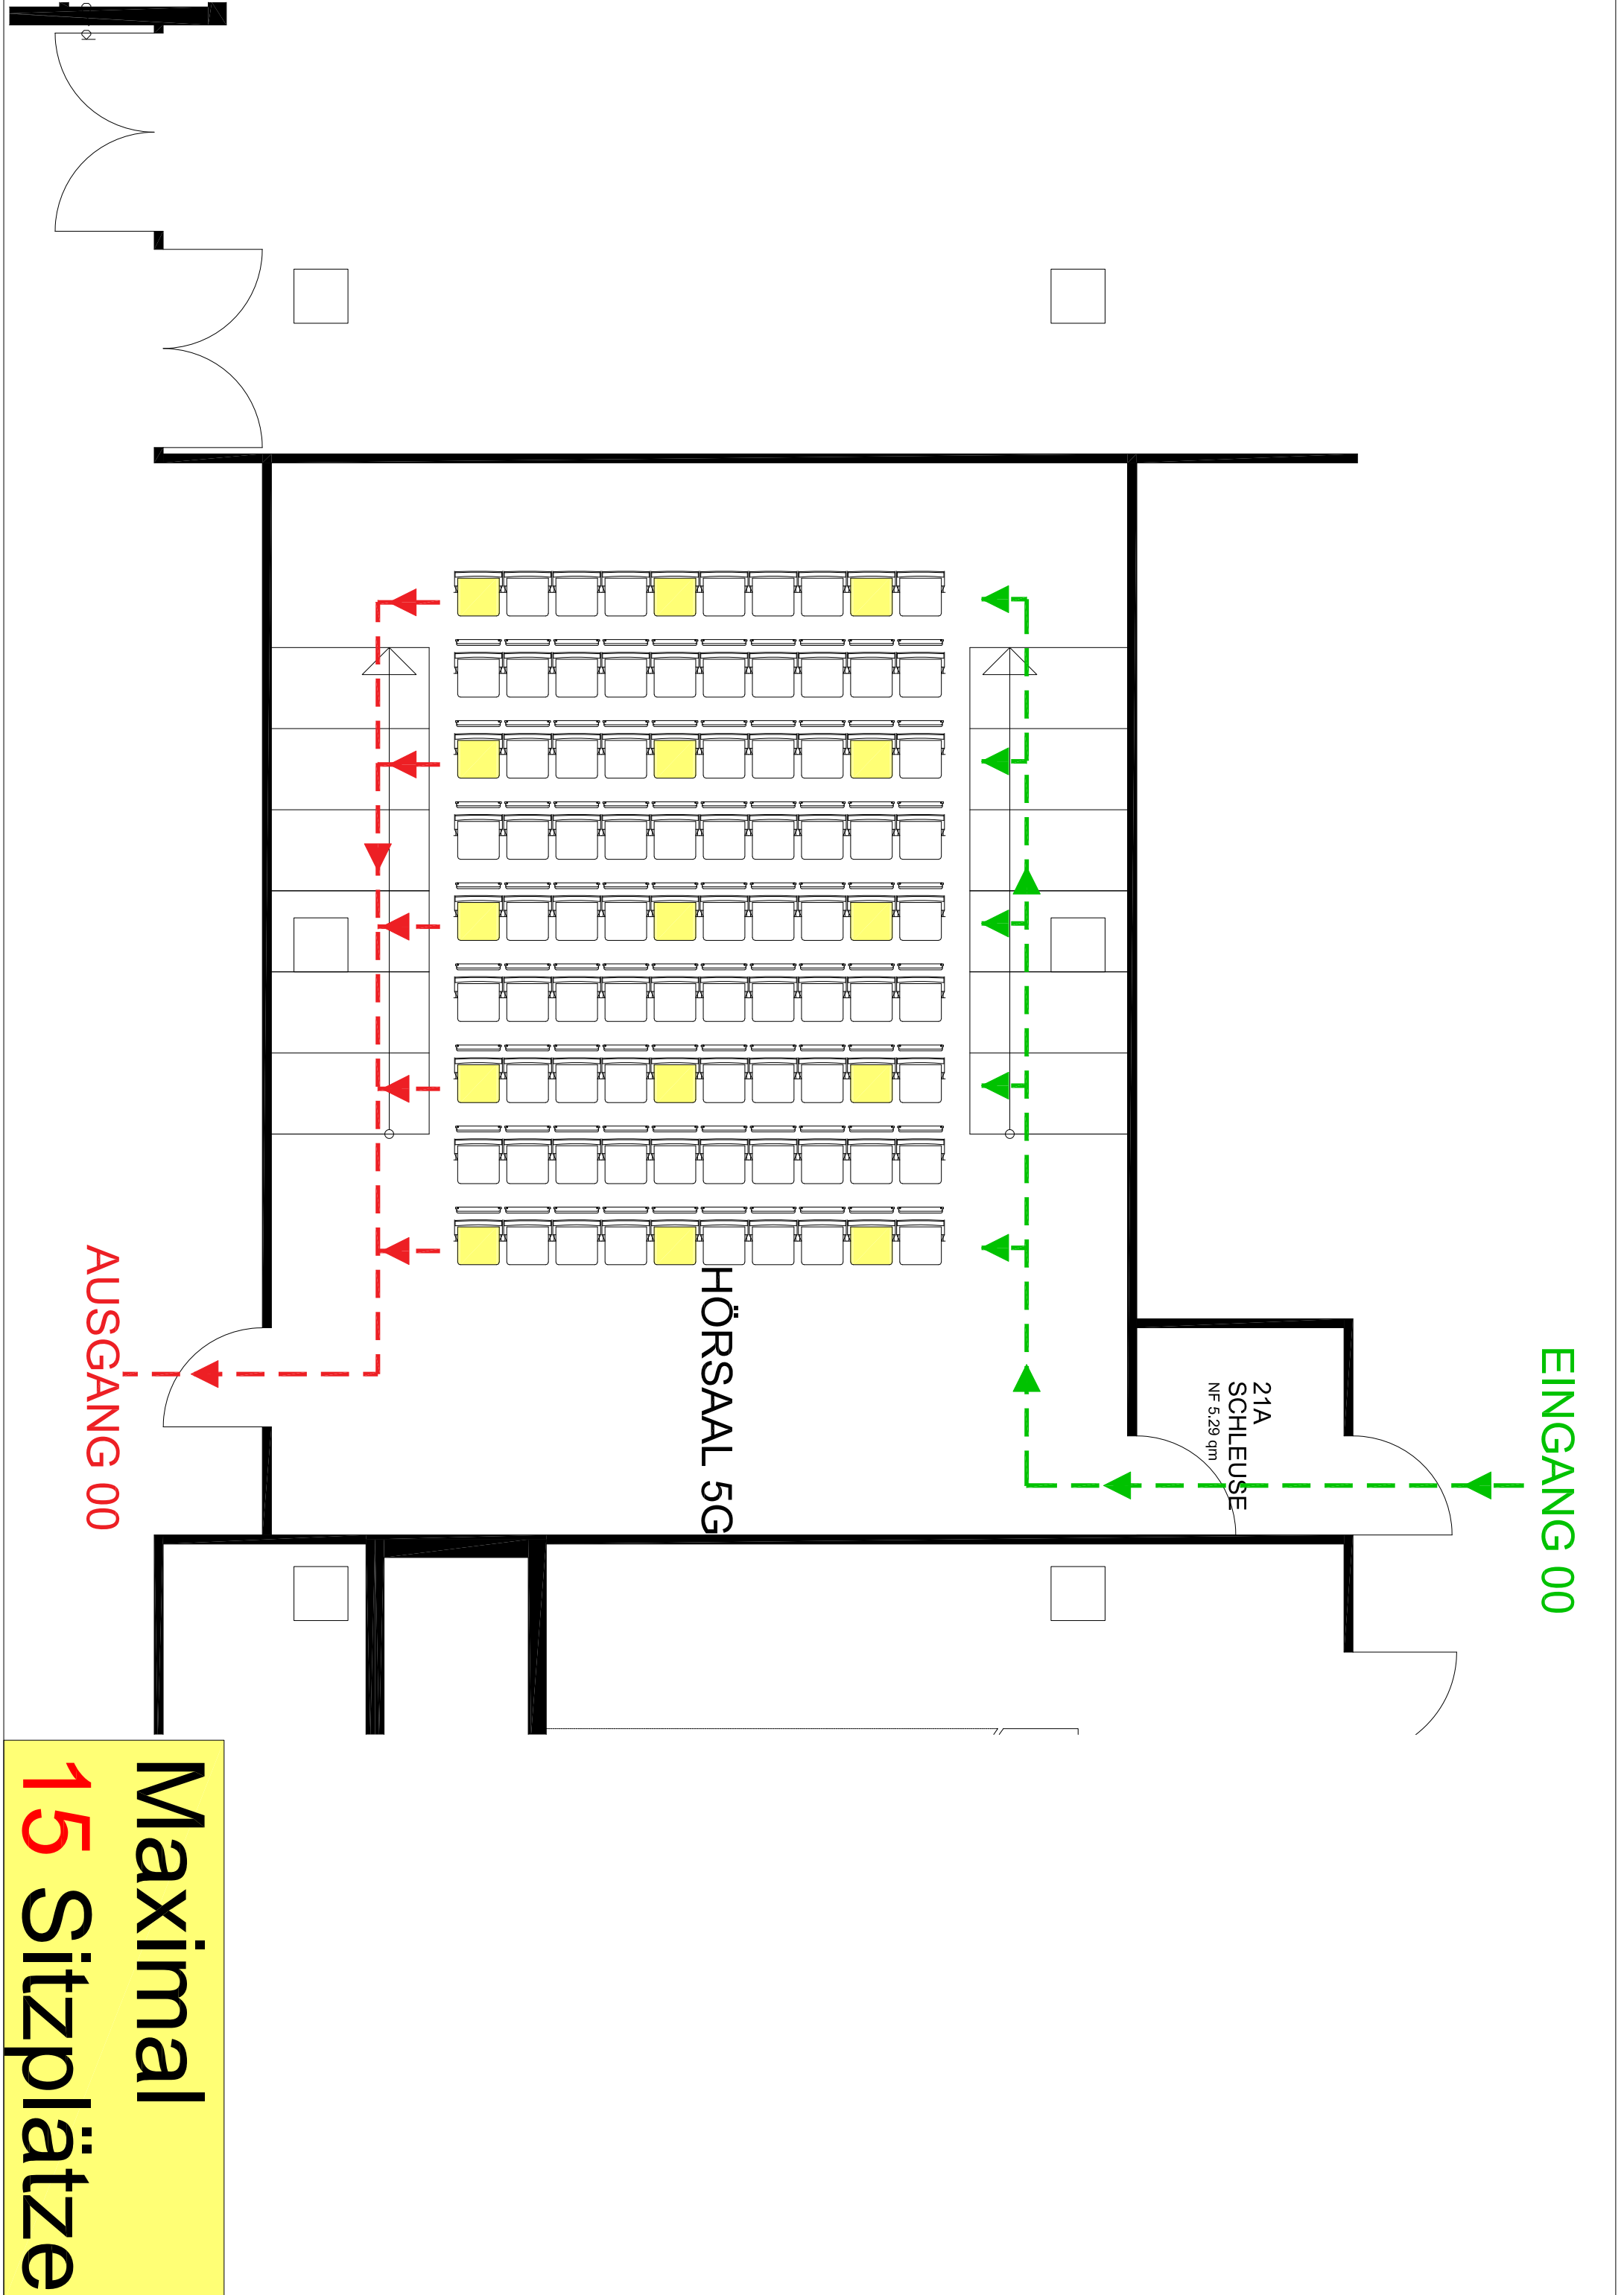 EINGANG 00
21A
SCHLEUSE
NF 5.29 qm
HÖRSAAL 5G
AUSGANG 00
Maximal
15 Sitzplätze